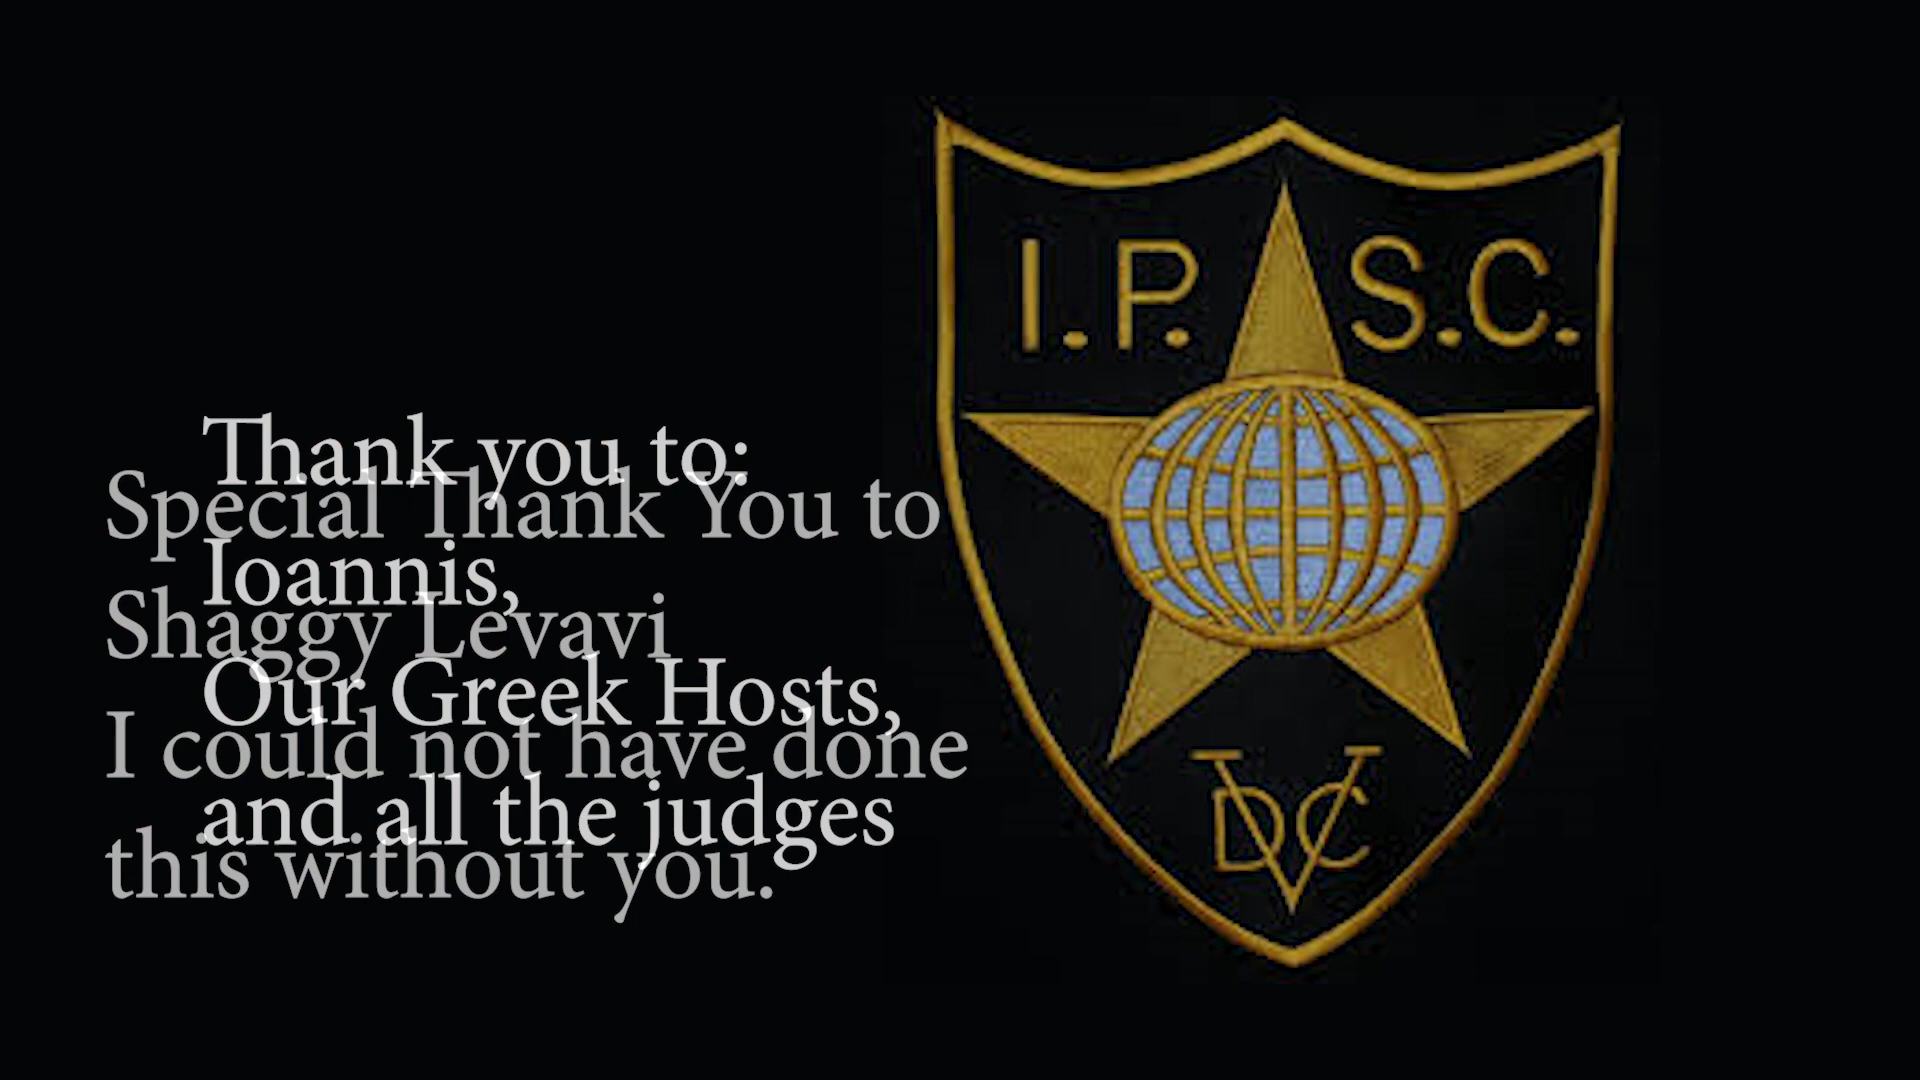 Thank you to:
Ioannis,
Our Greek Hosts,
and all the judges
Special Thank You to
Shaggy Levavi
I could not have done
this without you.
I.P.S.C.
DVC